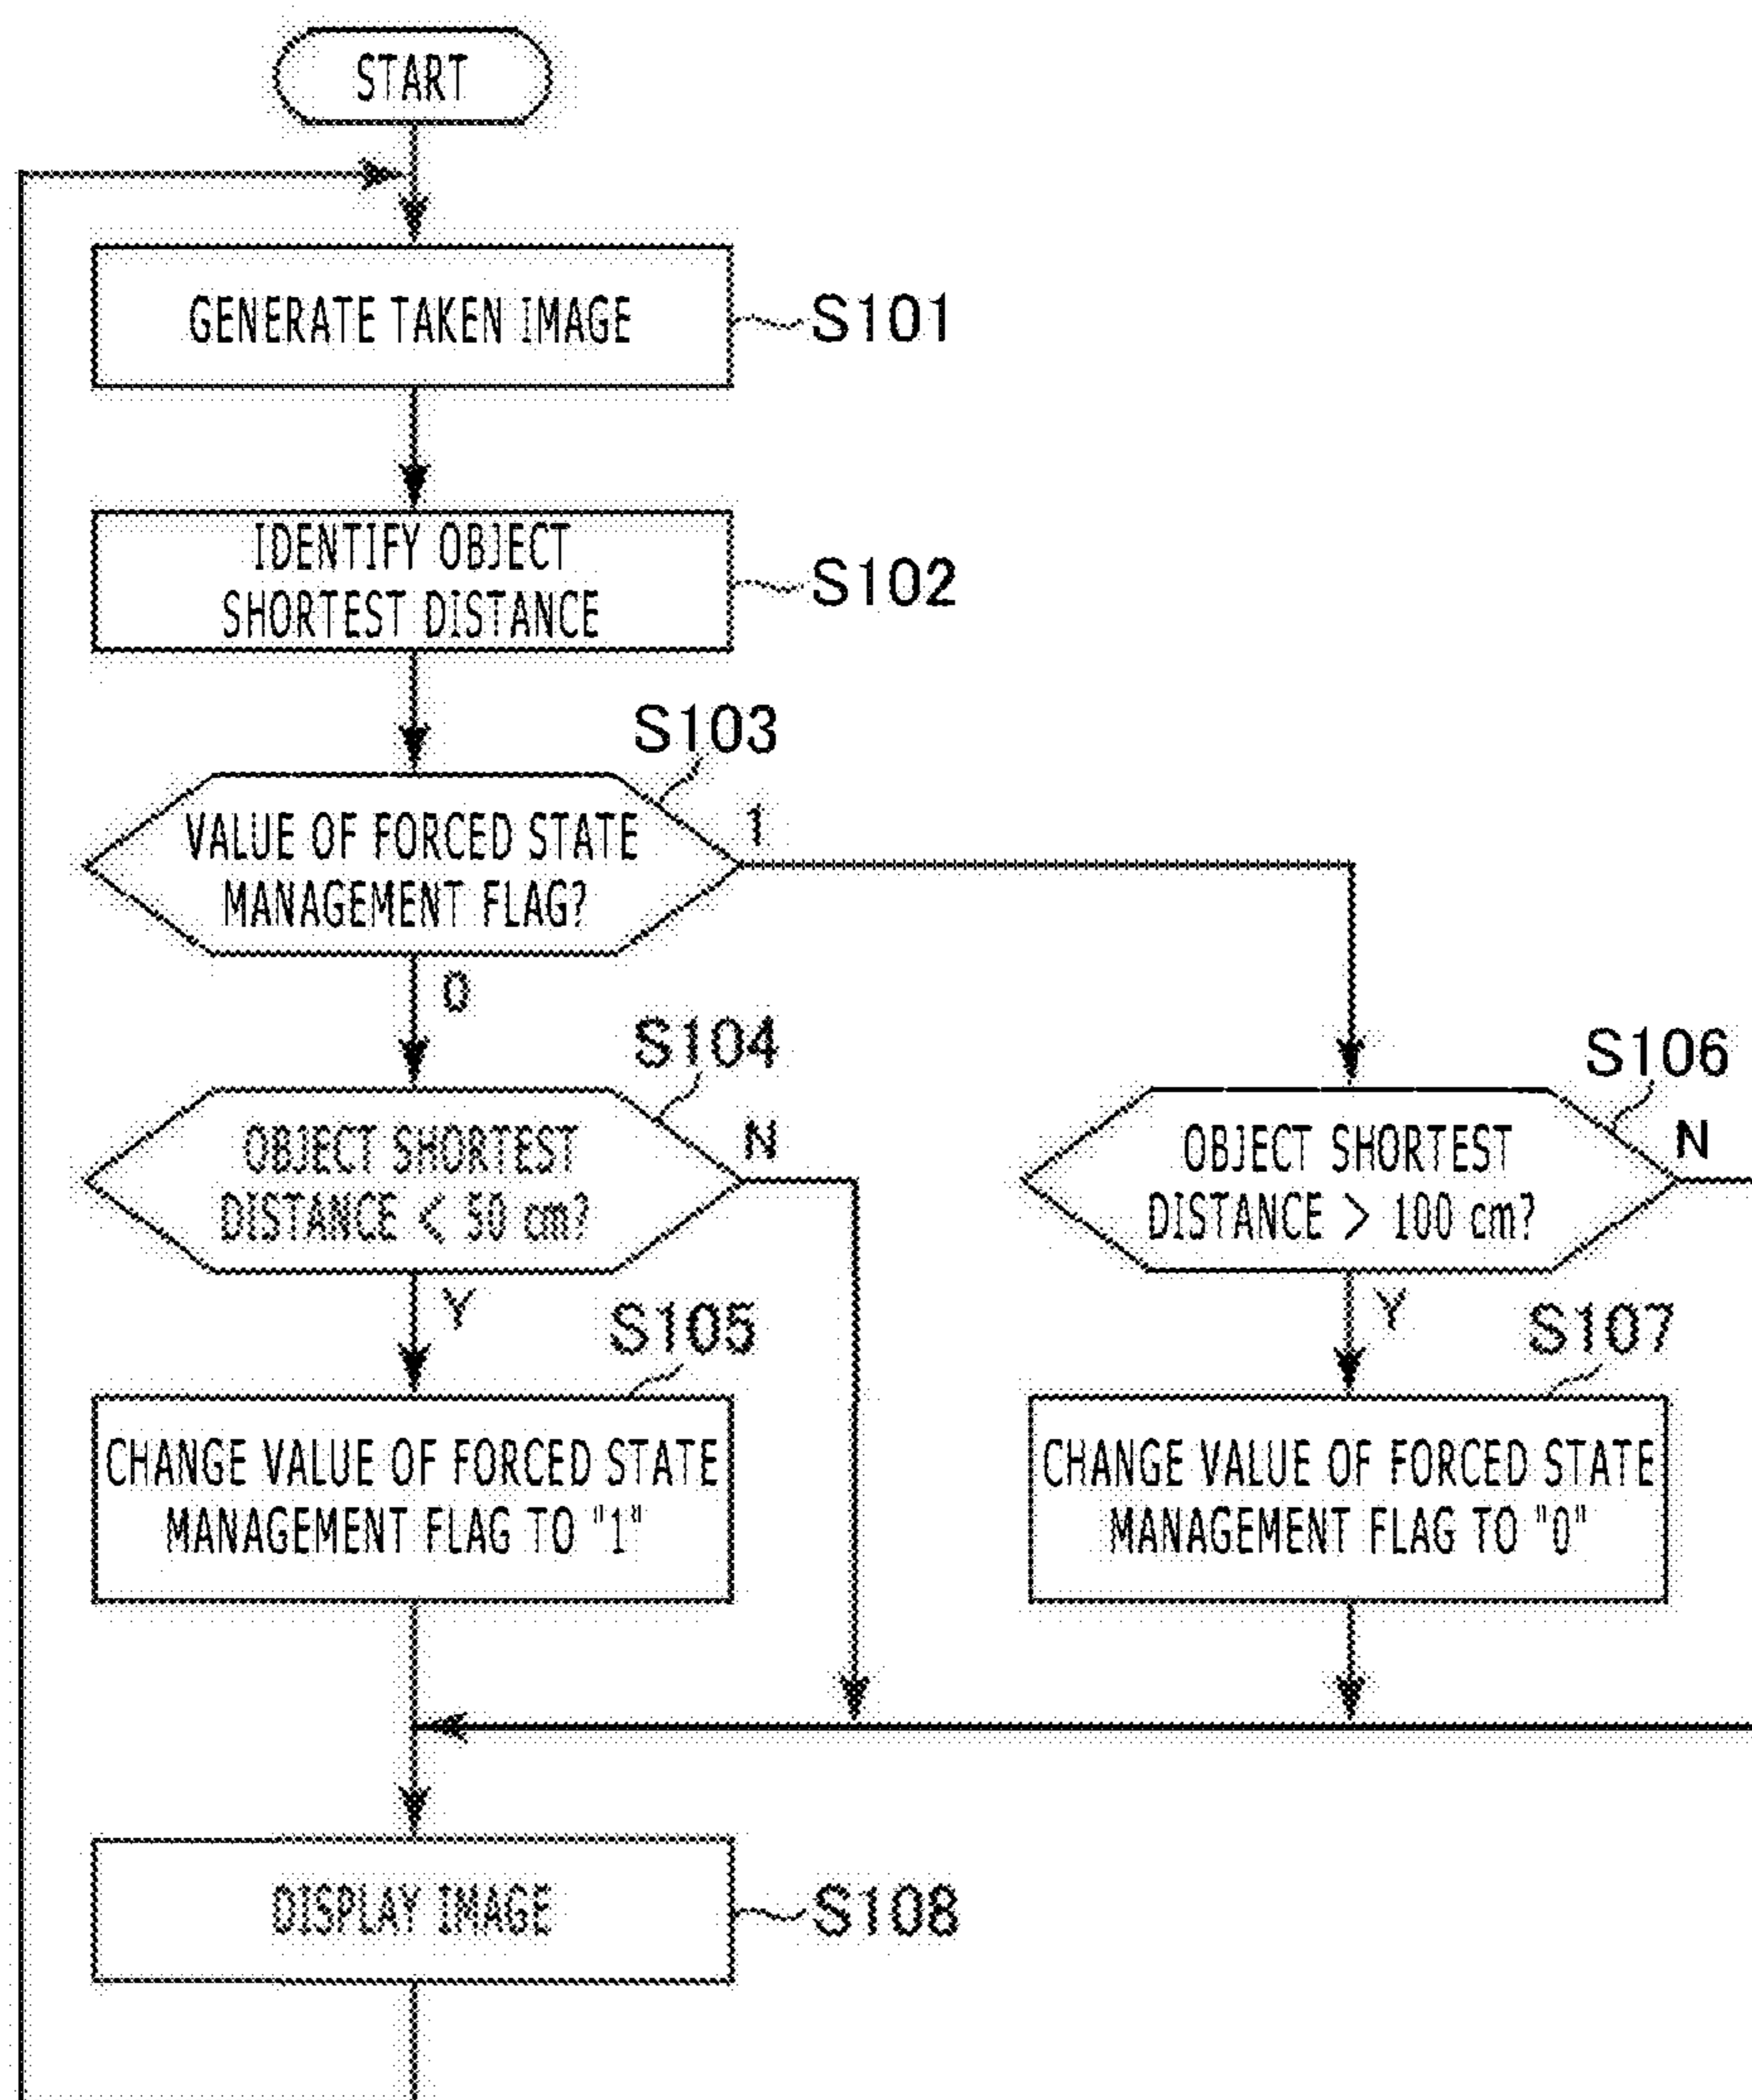 START
GENERATE TAKEN IMAGE
S101
IDENTIFY OBJECT
SHORTEST DISTANCE
S102
S103
VALUE OF FORCED STATE
MANAGEMENT FLAG?
1
0
S104
OBJECT SHORTEST
DISTANCE < 50 cm?
N
Y
S106
OBJECT SHORTEST
DISTANCE > 100 cm?
N
Y
S105
CHANGE VALUE OF FORCED STATE
MANAGEMENT FLAG TO "1"
S107
CHANGE VALUE OF FORCED STATE
MANAGEMENT FLAG TO "0"
DISPLAY IMAGE
S108